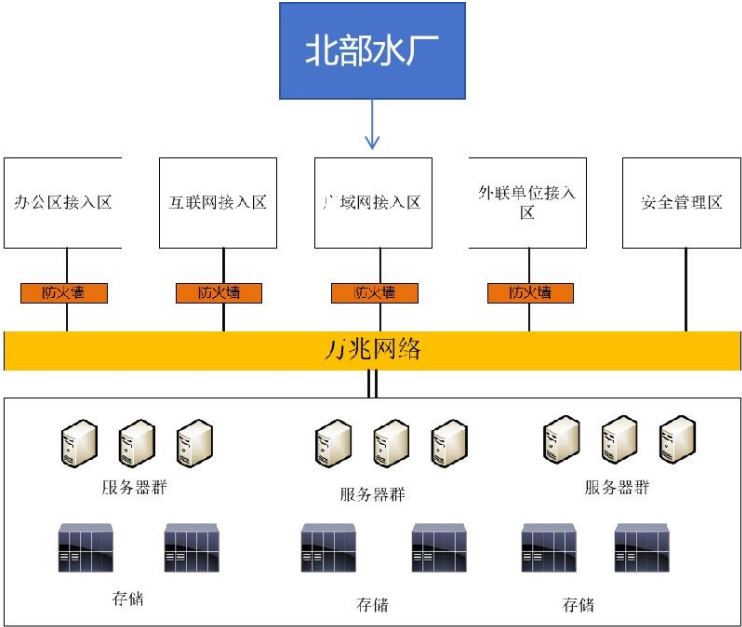 北部水厂
办公区接入区
互联网接入区
广域网接入区
外联单位接入
区
安全管理区
防火墙
防火墙
防火墙
防火墙
万兆网络
服务器群
服务器群
服务器群
存储
存储
存储